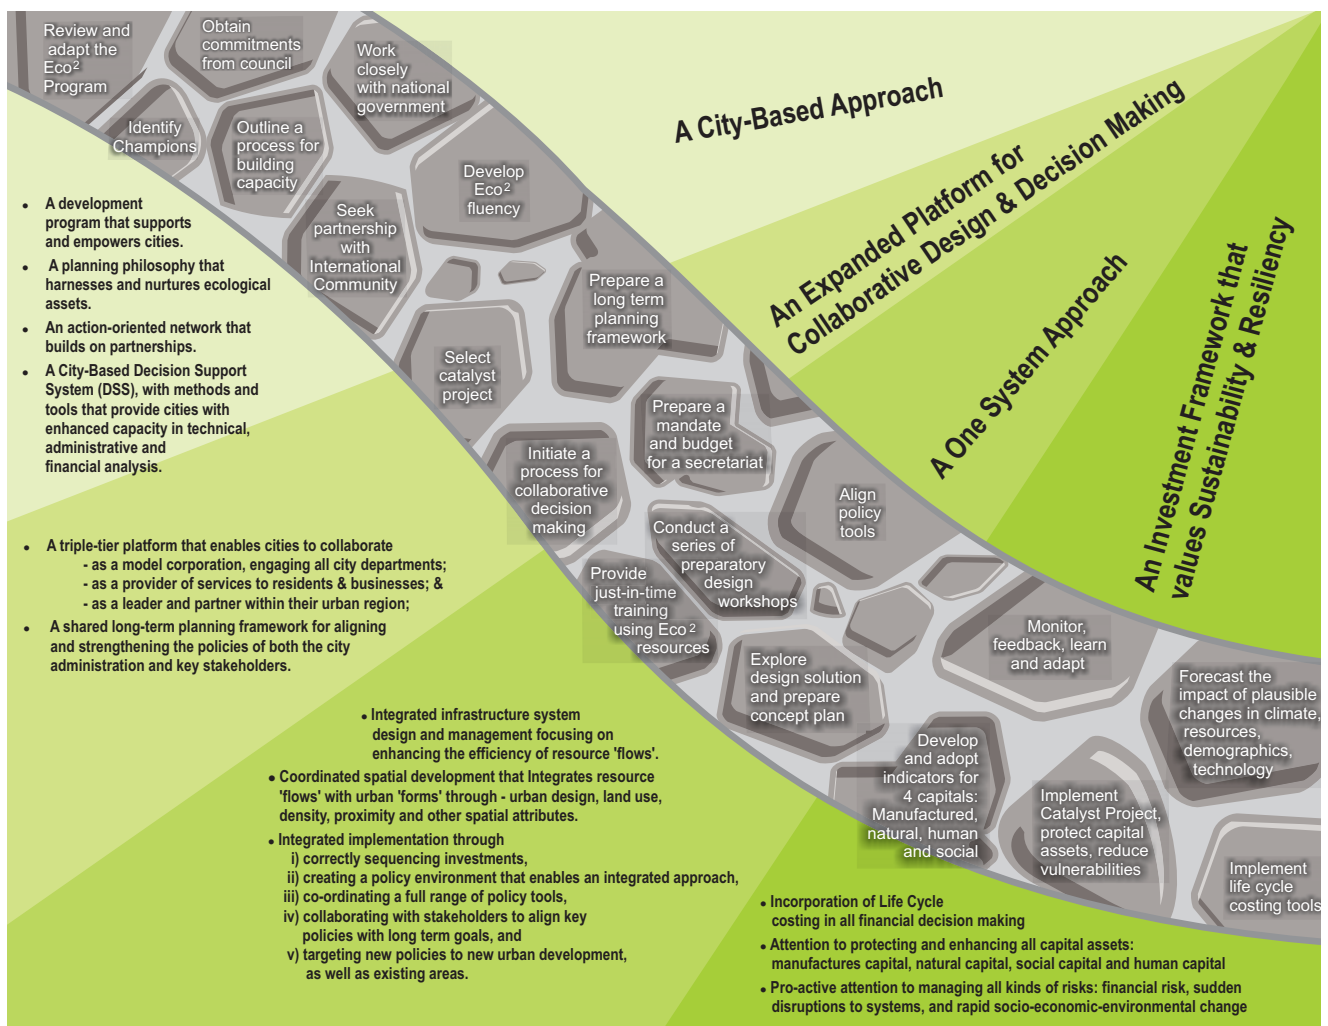 Review and
adapt the
Eco2
Program
Obtain
commitments
from council
Work
closely
with national
government
Identify
Champions
Outline a
process for
building
capacity
Develop
Eco2
fluency
Seek
partnership
with
International
Community
Prepare a
long term
planning
framework
Select
catalyst
project
Prepare a
mandate
and budget
for a secretariat
Initiate a
process for
collaborative
decision
making
Align
policy
tools
Conduct a
series of
preparatory
design
workshops
Provide
just-in-time
training
using Eco2
resources
Explore
design solution
and prepare
concept plan
Monitor,
feedback, learn
and adapt
Forecast the
impact of plausible
changes in climate,
resources,
demographics,
technology
Develop
and adopt
indicators for
4 capitals:
Manufactured,
natural, human
and social
Implement
Catalyst Project,
protect capital
assets, reduce
vulnerabilities
Implement
life cycle
costing tools
A City-Based Approach
An Expanded Platform for
Collaborative Design & Decision Making
A One System Approach
An Investment Framework that
values Sustainability & Resiliency
• A development
program that supports
and empowers cities.
• A planning philosophy that
harnesses and nurtures ecological
assets.
• An action-oriented network that
builds on partnerships.
• A City-Based Decision Support
System (DSS), with methods and
tools that provide cities with
enhanced capacity in technical,
administrative and
financial analysis.
• A triple-tier platform that enables cities to collaborate
- as a model corporation, engaging all city departments;
- as a provider of services to residents & businesses; &
- as a leader and partner within their urban region;
• A shared long-term planning framework for aligning
and strengthening the policies of both the city
administration and key stakeholders.
• Integrated infrastructure system
design and management focusing on
enhancing the efficiency of resource 'flows'.
• Coordinated spatial development that Integrates resource
'flows' with urban 'forms' through - urban design, land use,
density, proximity and other spatial attributes.
• Integrated implementation through
i) correctly sequencing investments,
ii) creating a policy environment that enables an integrated approach,
iii) co-ordinating a full range of policy tools,
iv) collaborating with stakeholders to align key
policies with long term goals, and
v) targeting new policies to new urban development,
as well as existing areas.
• Incorporation of Life Cycle
costing in all financial decision making
• Attention to protecting and enhancing all capital assets:
manufactures capital, natural capital, social capital and human capital
• Pro-active attention to managing all kinds of risks: financial risk, sudden
disruptions to systems, and rapid socio-economic-environmental change